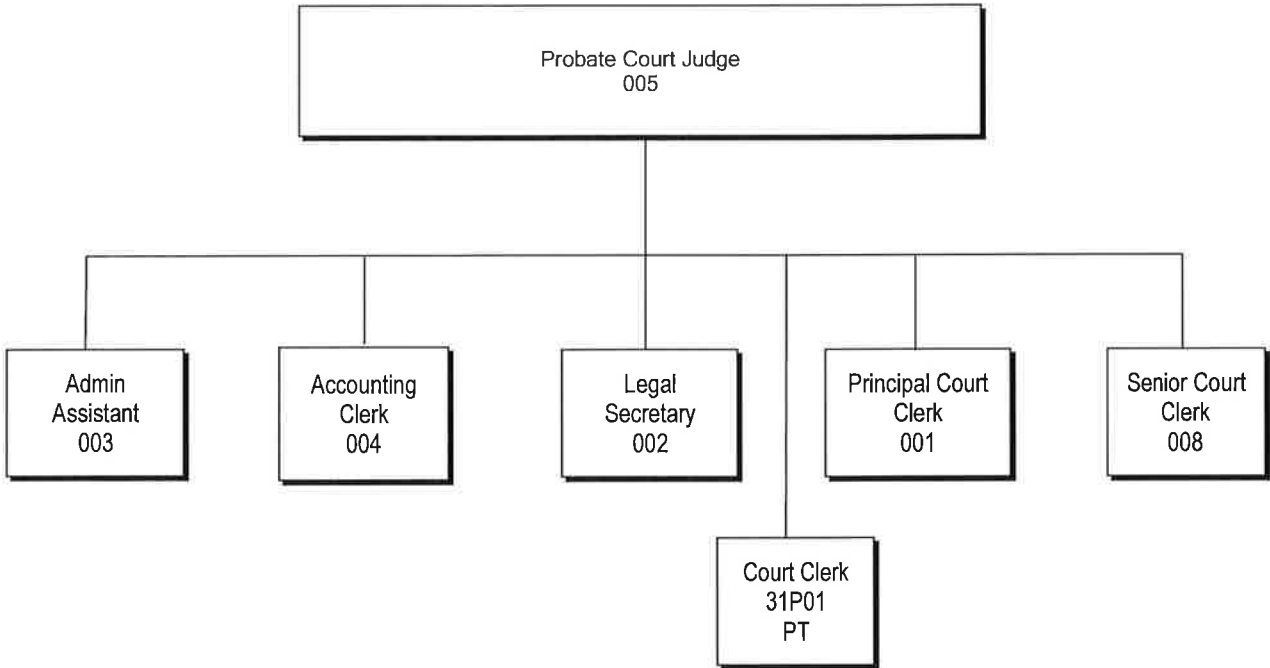 Probate Court Judge
005
Admin
Assistant
003
Accounting
Clerk
004
Legal
Secretary
002
Principal Court
Clerk
001
Senior Court
Clerk
008
Court Clerk
31P01
PT